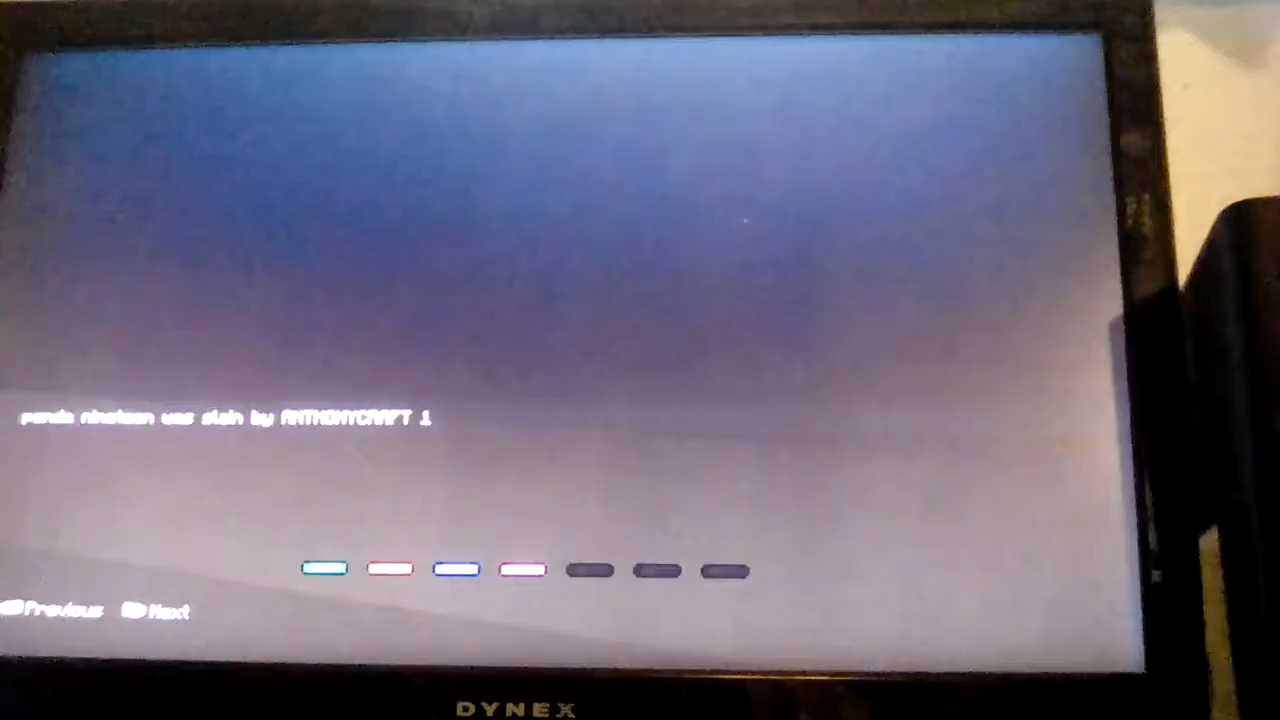 panda nineteen was slain by ANTHONYCRAFT 1
Previous Next
DYNEX